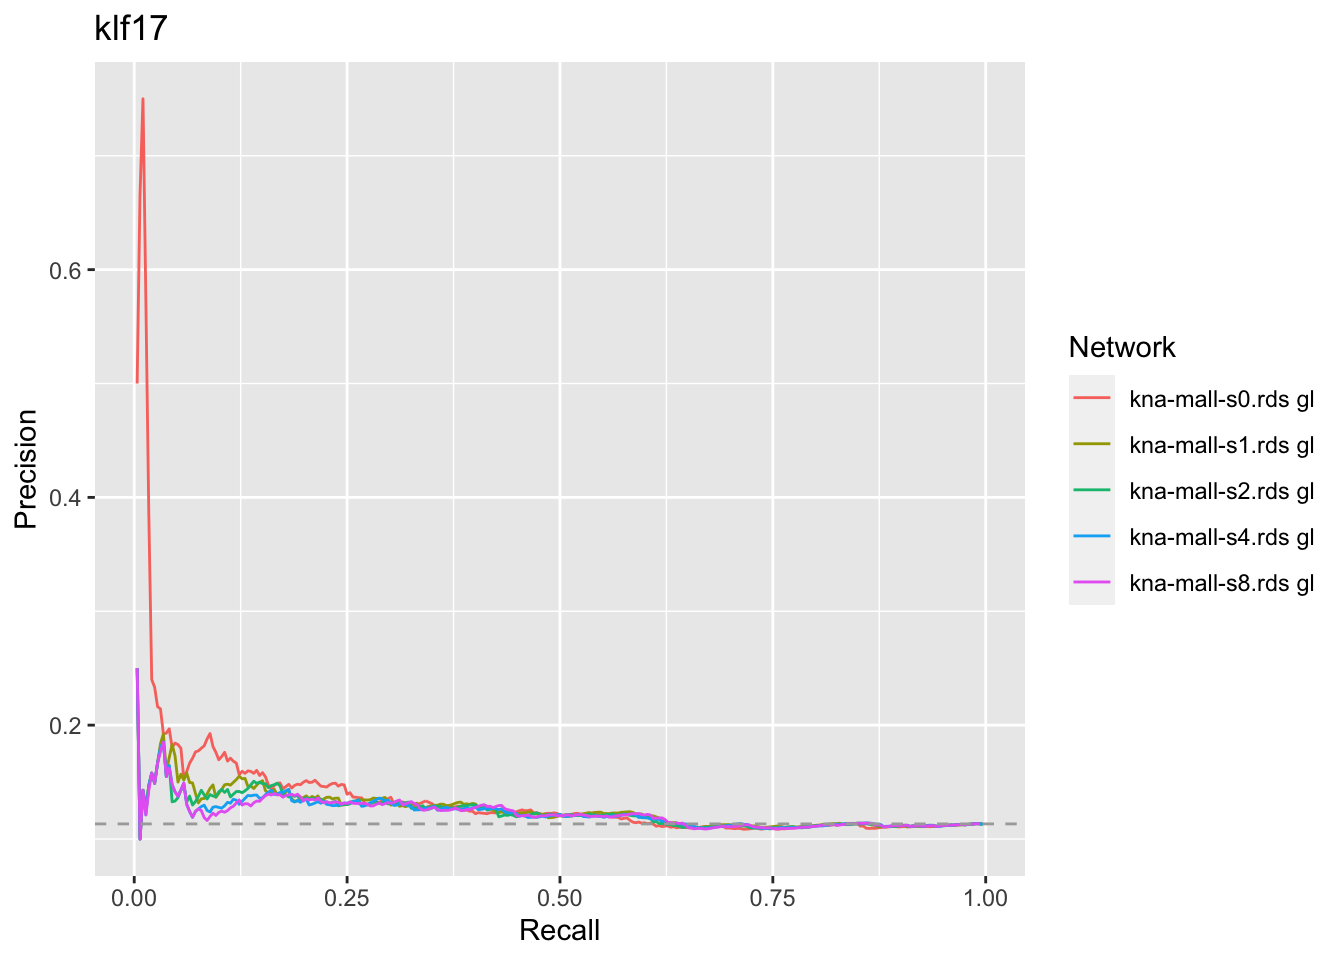 klf17
Precision
0.6
0.4
0.2
0.00
0.25
0.50
0.75
1.00
Recall
Network
kna-mall-s0.rds gl
kna-mall-s1.rds gl
kna-mall-s2.rds gl
kna-mall-s4.rds gl
kna-mall-s8.rds gl